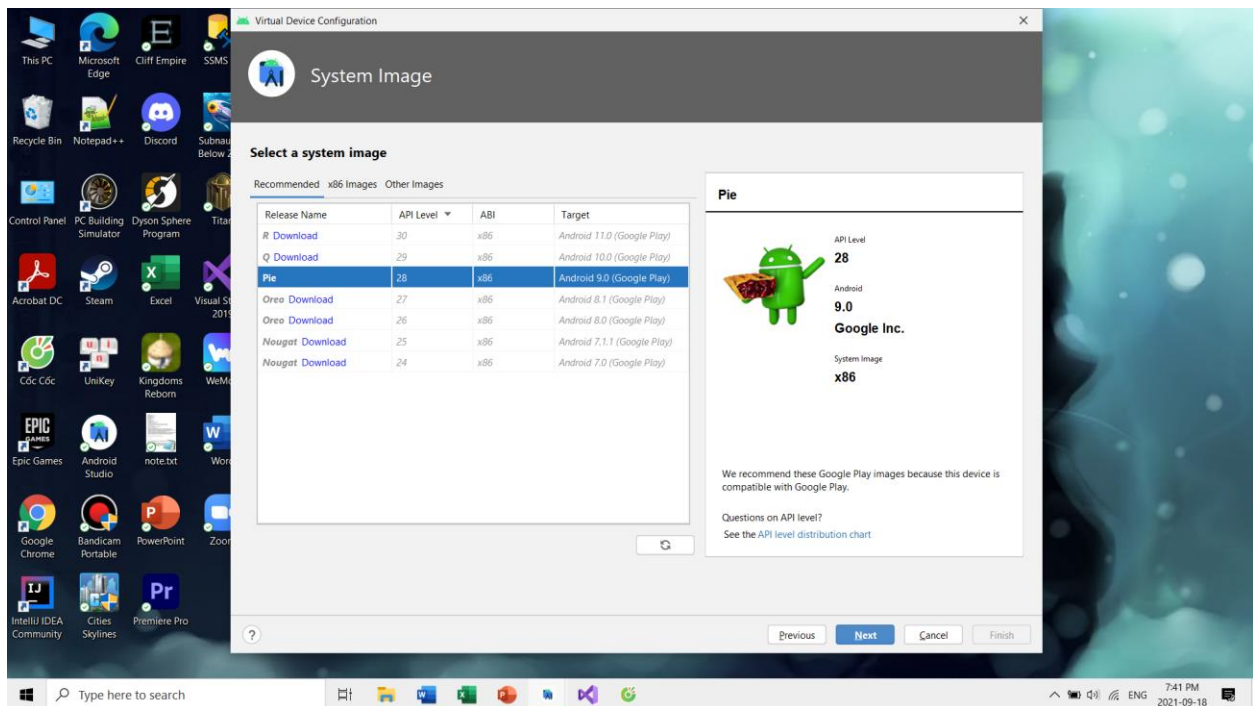 Virtual Device Configuration
System Image
Select a system image
Recommended x86 Images Other Images
Release Name API Level ABI Target
R Download 30 x86 Android 11.0 (Google Play)
Q Download 29 x86 Android 10.0 (Google Play)
Pie 28 x86 Android 9.0 (Google Play)
Oreo Download 27 x86 Android 8.1 (Google Play)
Oreo Download 26 x86 Android 8.0 (Google Play)
Nougat Download 25 x86 Android 7.1.1 (Google Play)
Nougat Download 24 x86 Android 7.0 (Google Play)
Pie
API Level
28
Android
9.0
Google Inc.
System Image
x86
We recommend these Google Play images because this device is
compatible with Google Play.
Questions on API level?
See the API level distribution chart
?
Previous Next Cancel Finish
This PC
Microsoft
Edge
Cliff Empire
SSMS
Recycle Bin
Notepad++
Discord
Subnau
Below Z
Control Panel
PC Building
Simulator
Dyson Sphere
Program
Titan
Acrobat DC
Steam
Excel
Visual St
2019
Cốc Cốc
UniKey
Kingdoms
Reborn
WeMo
EPIC
GAMES
Epic Games
Android
Studio
note.txt
Word
Google
Chrome
Bandicam
Portable
PowerPoint
Zoom
IJ
IntelliJ IDEA
Community
Cities
Skylines
Pr
Premiere Pro
Type here to search
ENG
7:41 PM
2021-09-18